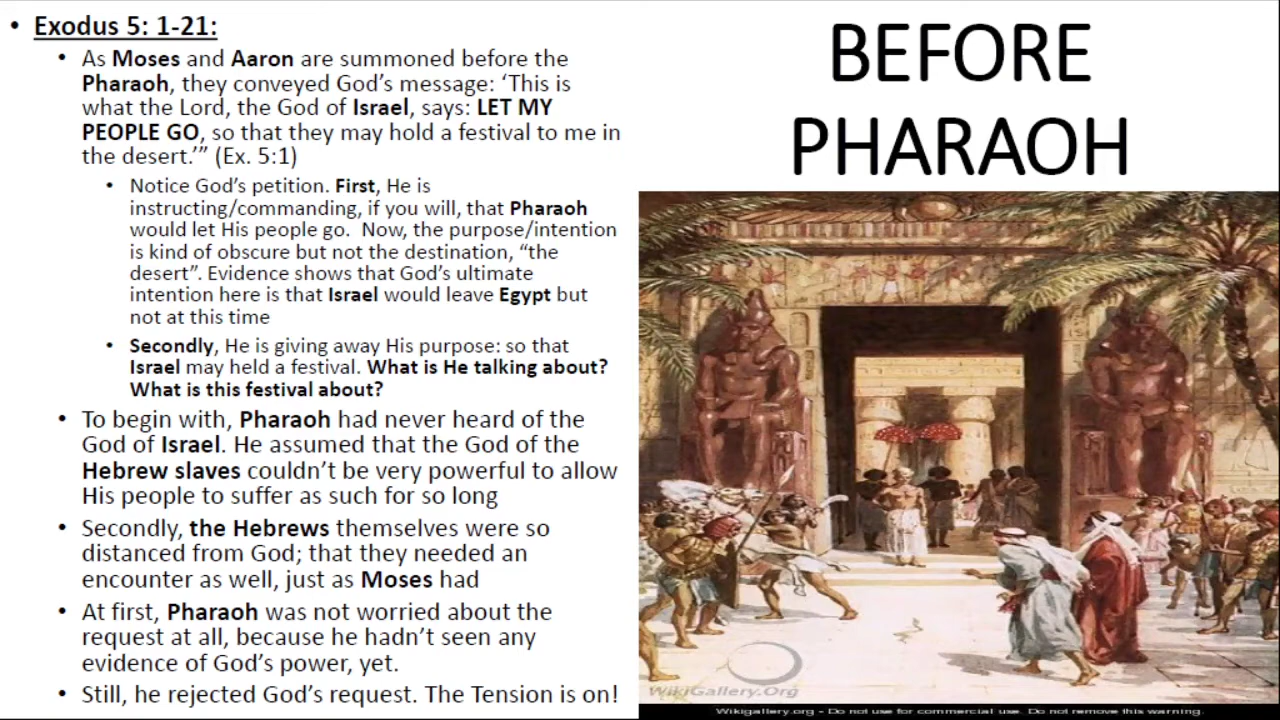 • Exodus 5: 1-21:
• As Moses and Aaron are summoned before the
Pharaoh, they conveyed God's message: ‘This is
what the Lord, the God of Israel, says: LET MY
PEOPLE GO, so that they may hold a festival to me in
the desert.’” (Ex. 5:1)
• Notice God's petition. First, He is
instructing/commanding, if you will, that Pharaoh
would let His people go.  Now, the purpose/intention
is kind of obscure but not the destination, “the
desert”. Evidence shows that God's ultimate
intention here is that Israel would leave Egypt but
not at this time
• Secondly, He is giving away His purpose: so that
Israel may held a festival. What is He talking about?
What is this festival about?
• To begin with, Pharaoh had never heard of the
God of Israel. He assumed that the God of the
Hebrew slaves couldn't be very powerful to allow
His people to suffer as such for so long
• Secondly, the Hebrews themselves were so
distanced from God; that they needed an
encounter as well, just as Moses had
• At first, Pharaoh was not worried about the
request at all, because he hadn't seen any
evidence of God's power, yet.
• Still, he rejected God's request. The Tension is on!
BEFORE
PHARAOH
WikiGallery.Org
Wikigallery.org - Do not use for commercial use. Do not remove this warning.